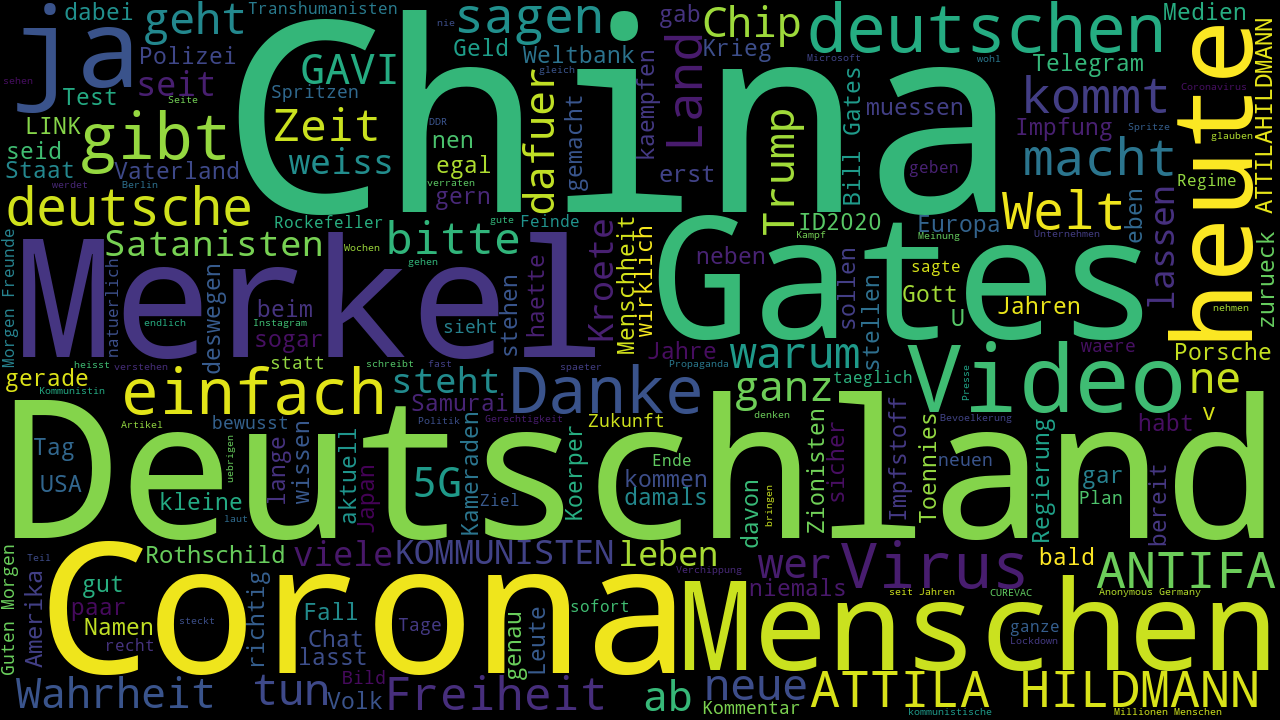 dabei
geht
Transhumanisten
nie
sagen
gab
Chip
deutschen
Medien
ja
China
Polizei
Geld
Weltbank
Krieg
Microsoft
wohl
Telegram
heute
ATTILAHILDMANN
sehen
seit
GAVI
gleich
Land
kaempfen
Coronavirus
Test
Seite
Spritzen
dafuer
gemacht
Trump
Bill Gates
muessen
kommt
LINK
gibt
Zeit
DDR
nen
Impfung
Spritze
glauben
seid
weiss
egal
macht
Staat
Vaterland
verraten
gern
erst
geben
Regime
werdet
Berlin
lassen
deutsche
Rockefeller
gute
Feinde
ID2020
Europa
Welt
eben
zurueck
Morgen Freunde
Satanisten
Wochen
bitte
Kampf
Meinung
Unternehmen
Merkel
gehen
Kroete
Menschheit
wirklich
Gates
neben
sollen
sagte
natuerlich
deswegen
stehen
haette
stellen
Gott
Jahren
nehmen
beim
U
endlich
Instagram
sieht
sogar
Jahre
warum
Video
waere
Porsche
heisst
verstehen
statt
schreibt
fast
spaeter
Propaganda
gerade
Kommunistin
einfach
steht
Danke
ganz
taeglich
Presse
ne
Samurai
Gerechtigkeit
denken
Bevoelkerung
v
Deutschland
Artikel
bewusst
Politik
Zukunft
habt
Tag
uebrigen
lange
wissen
aktuell
Japan
Kameraden
Koerper
Zionisten
sicher
Impfstoff
Toennies
neuen
Regierung
gar
USA
5G
Ende
kommen
bereit
kleine
Ziel
damals
davon
bringen
Plan
laut
Guten Morgen
Teil
Rothschild
viele
KOMMUNISTEN
leben
wer
Virus
bald
ANTIFA
Corona
Verchippung
Amerika
gut
richtig
niemals
seit Jahren
CUREVAC
Anonymous Germany
paar
Fall
sofort
Menschen
Namen
steckt
Tage
genau
Leute
ganze
recht
Chat
Lockdown
lasst
Bild
Wahrheit
tun
Volk
Freiheit
ab
neue
Kommentar
ATTILA HILDMANN
kommunistische
Millionen Menschen